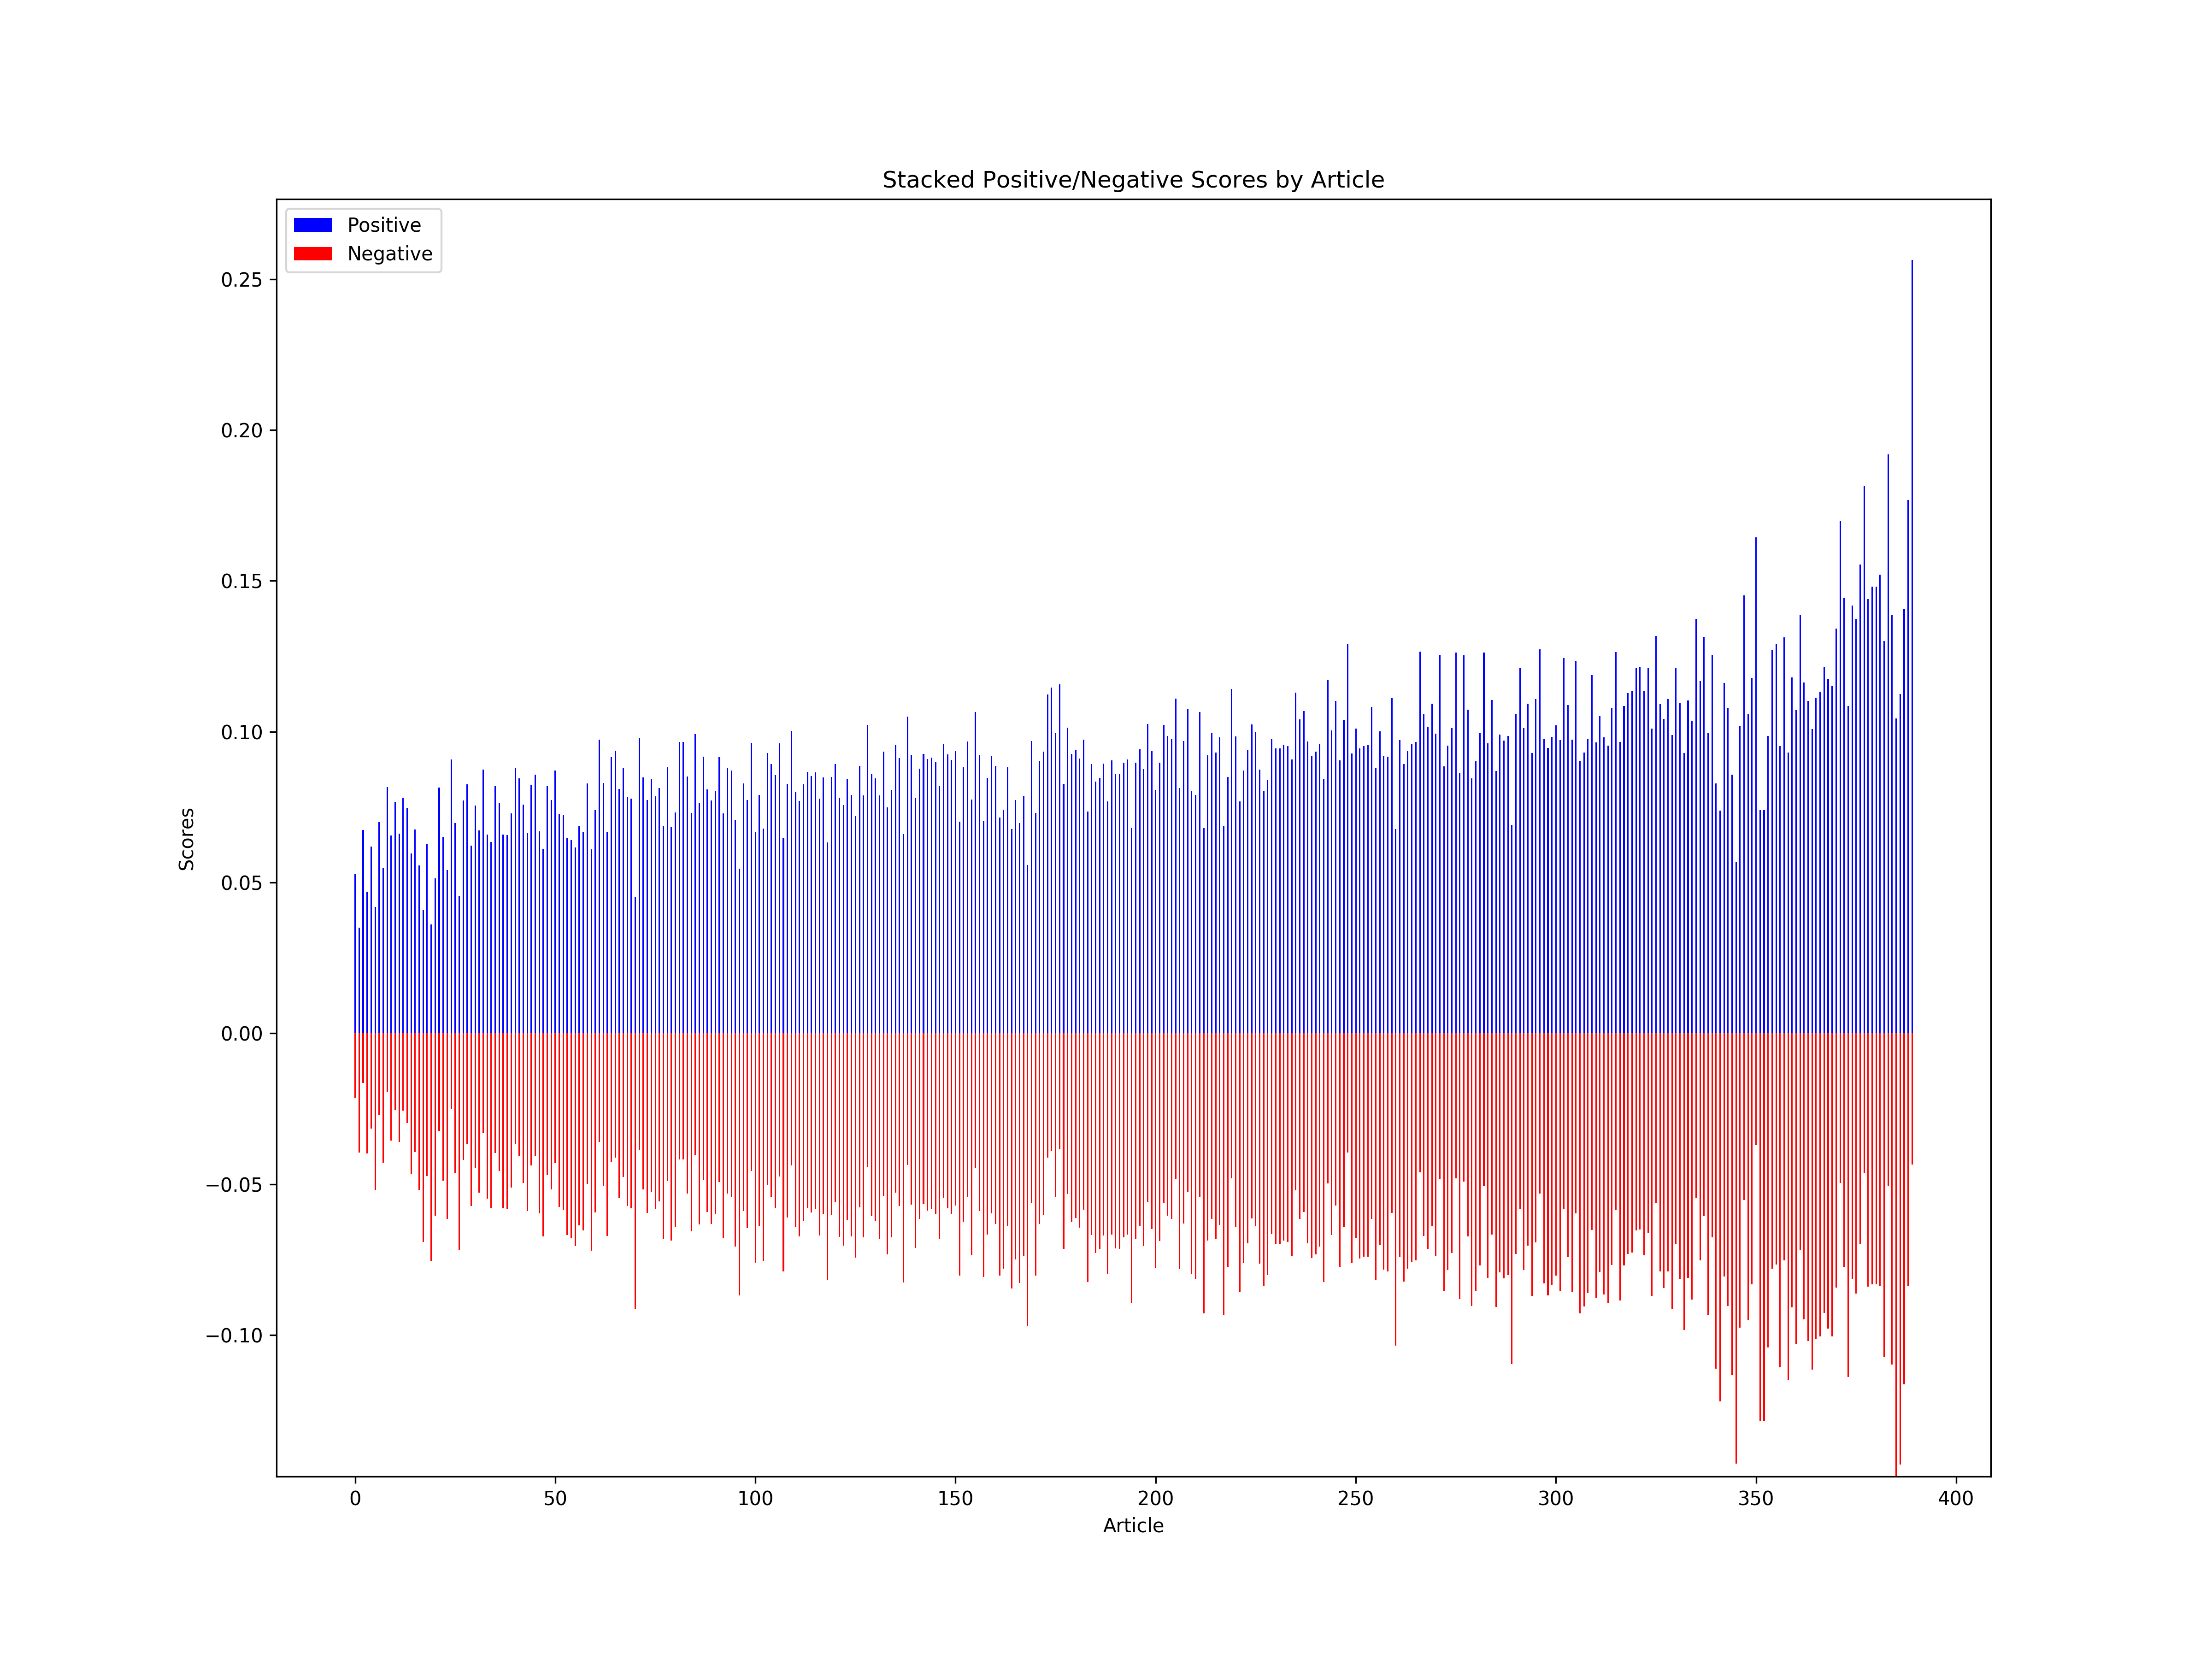 Stacked Positive/Negative Scores by Article
Positive
Negative
0.25
0.20
0.15
0.10
0.05
0.00
−0.05
−0.10
Scores
0 50 100 150 200 250 300 350 400
Article